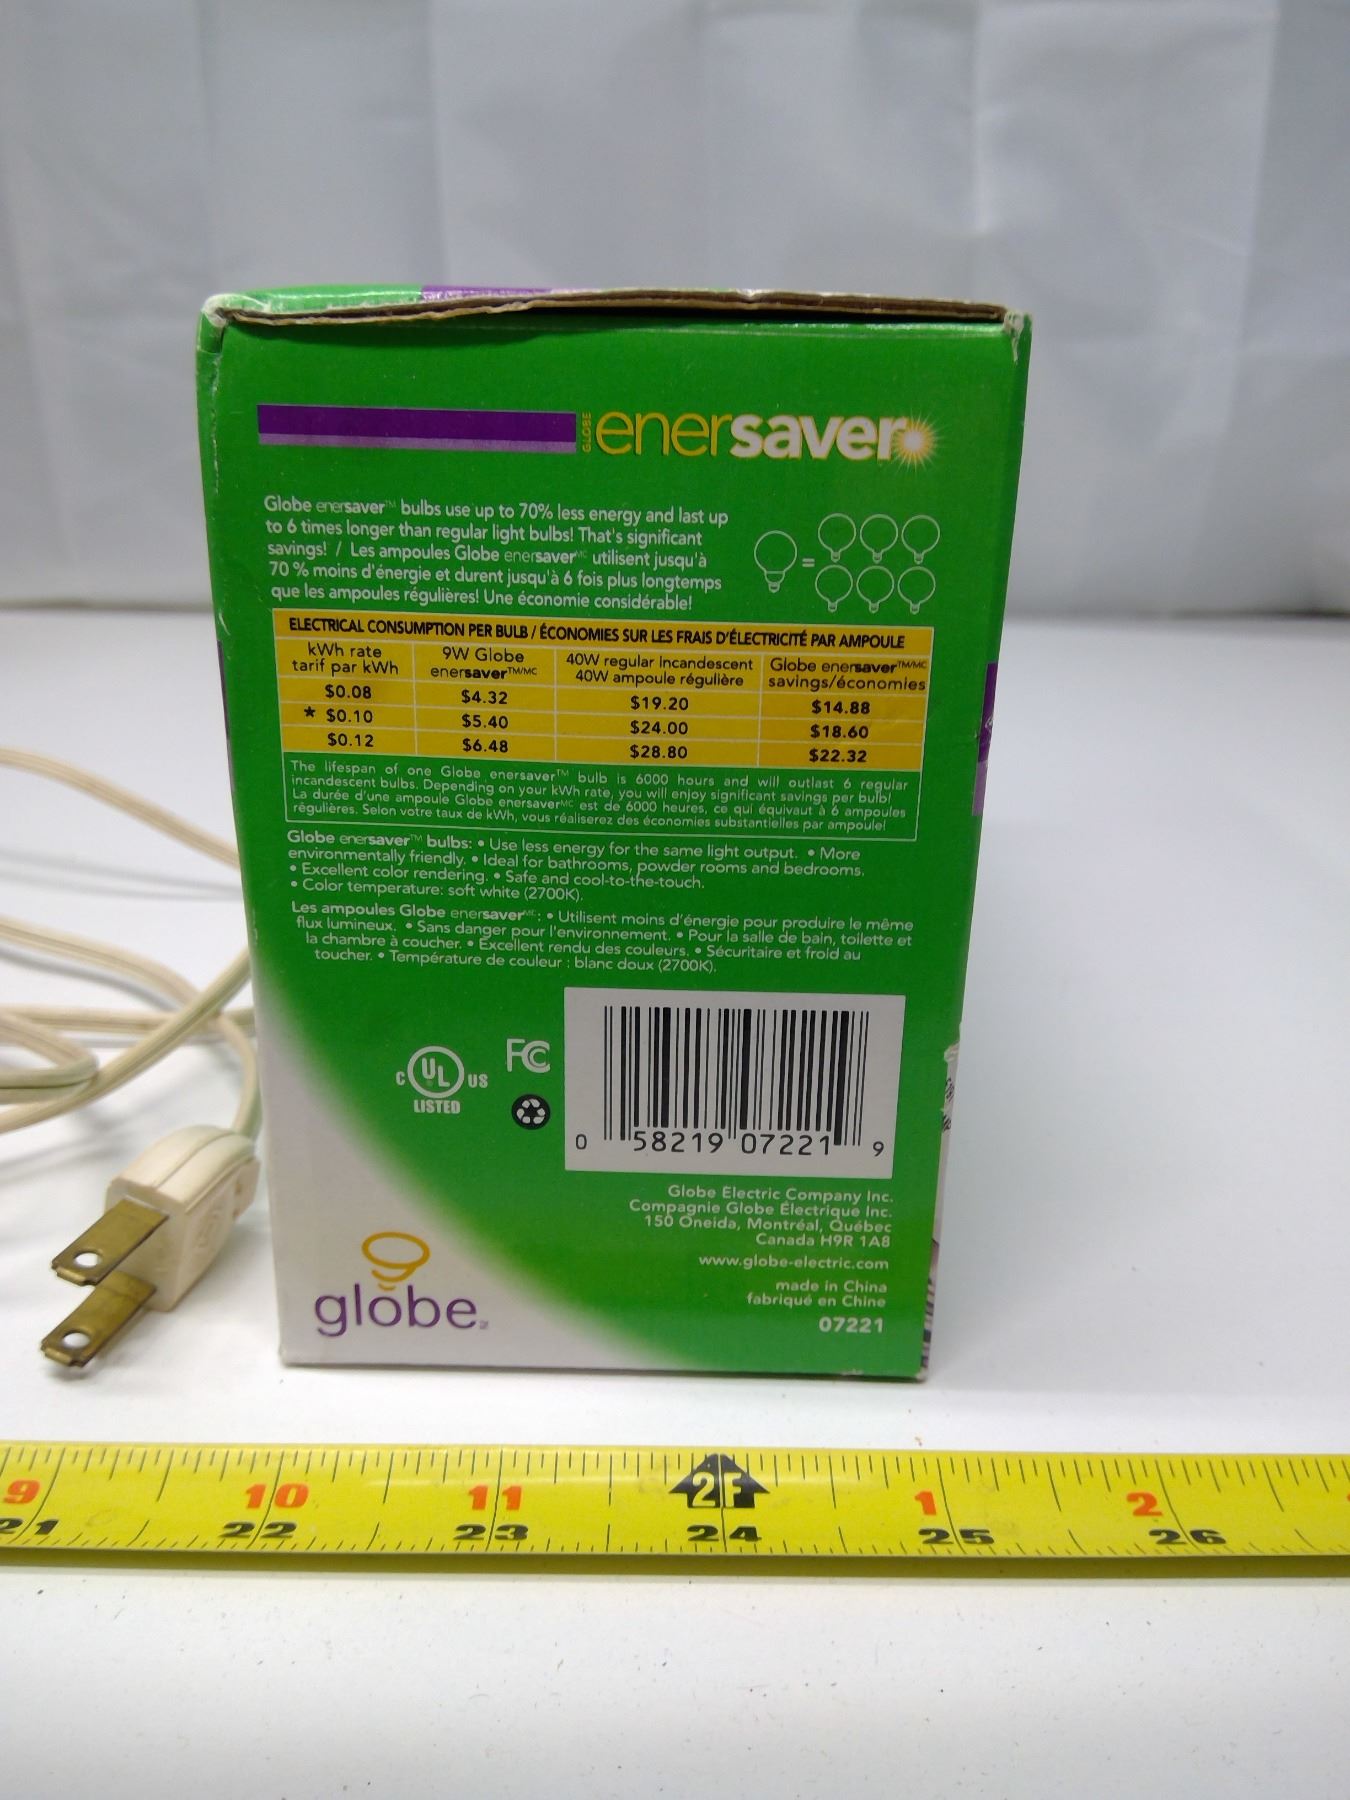 GLOBE enersaver
Globe enersaver™ bulbs use up to 70% less energy and last up
to 6 times longer than regular light bulbs! That's significant
savings! / Les ampoules Globe enersaverMC utilisent jusqu'à
70 % moins d'énergie et durent jusqu'à 6 fois plus longtemps
que les ampoules régulières! Une économie considérable!
=
ELECTRICAL CONSUMPTION PER BULB / ÉCONOMIES SUR LES FRAIS D'ÉLECTRICITÉ PAR AMPOULE
kWh rate 9W Globe 40W regular Incandescent Globe enersaver™/MC
tarif par kWh enersaver™/MC 40W ampoule régulière savings/économies
$0.08 $4.32 $19.20 $14.88
★ $0.10 $5.40 $24.00 $18.60
$0.12 $6.48 $28.80 $22.32
The lifespan of one Globe enersaver™ bulb is 6000 hours and will outlast 6 regular
incandescent bulbs. Depending on your kWh rate, you will enjoy significant savings per bulb!
La durée d'une ampoule Globe enersaverMC est de 6000 heures, ce qui équivaut à 6 ampoules
régulières. Selon votre taux de kWh, vous réaliserez des économies substantielles par ampoule!
Globe enersaver™ bulbs: • Use less energy for the same light output. • More
environmentally friendly. • Ideal for bathrooms, powder rooms and bedrooms.
• Excellent color rendering. • Safe and cool-to-the-touch.
• Color temperature: soft white (2700K).
Les ampoules Globe enersaverMC: • Utilisent moins d'énergie pour produire le même
flux lumineux. • Sans danger pour l'environnement. • Pour la salle de bain, toilette et
la chambre à coucher. • Excellent rendu des couleurs. • Sécuritaire et froid au
toucher. • Température de couleur : blanc doux (2700K).
C UL US
LISTED
FC
0 58219 07221 9
Globe Electric Company Inc.
Compagnie Globe Électrique Inc.
150 Oneida, Montréal, Québec
Canada H9R 1A8
www.globe-electric.com
made in China
fabriqué en Chine
07221
globe
9 10 11 2F 1 2
21 22 23 24 25 26